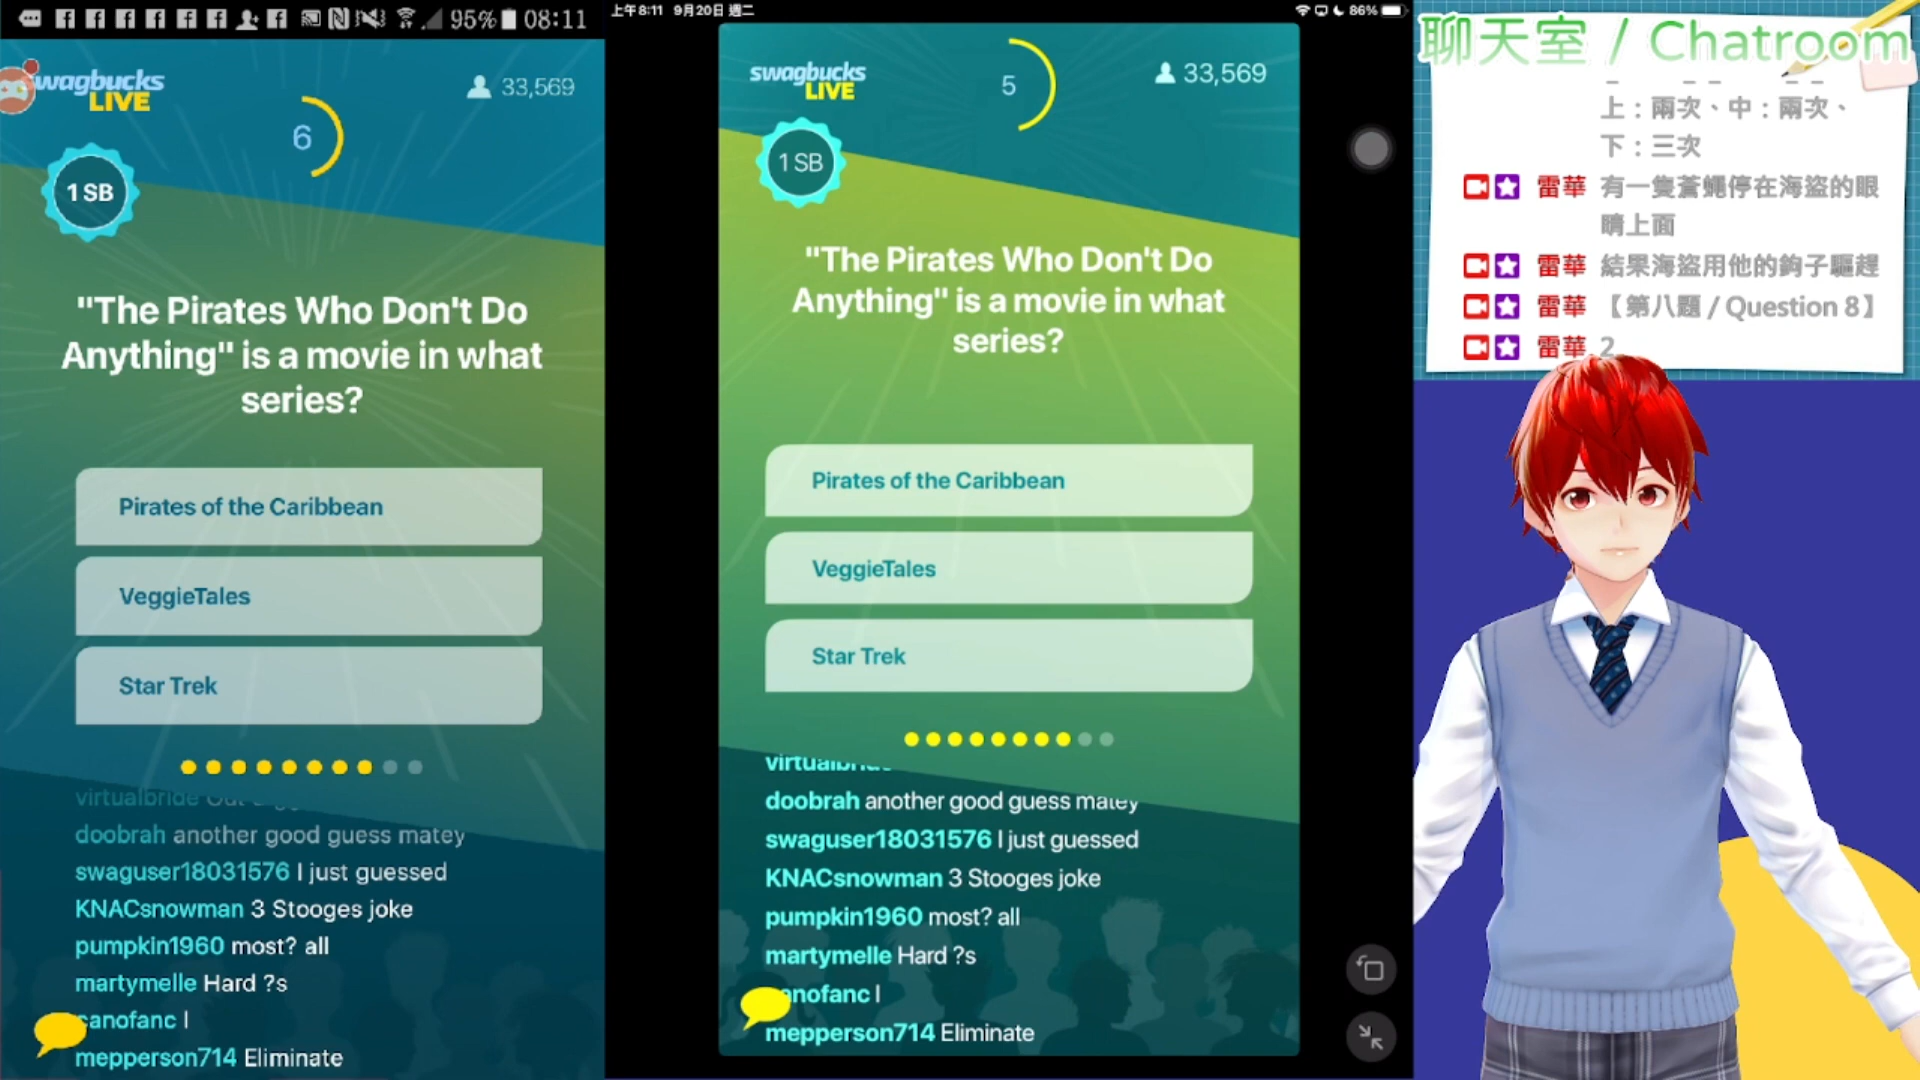 95% 08:11
swagbucks
LIVE
33,569
6
1 SB
"The Pirates Who Don't Do
Anything" is a movie in what
series?
Pirates of the Caribbean
VeggieTales
Star Trek
virtualbride
doobrah another good guess matey
swaguser18031576 I just guessed
KNACsnowman 3 Stooges joke
pumpkin1960 most? all
martymelle Hard ?s
sanofanc I
mepperson714 Eliminate
上午8:11 9月20日 週二
86%
swagbucks
LIVE
5
33,569
1 SB
"The Pirates Who Don't Do
Anything" is a movie in what
series?
Pirates of the Caribbean
VeggieTales
Star Trek
virtualbride
doobrah another good guess matey
swaguser18031576 I just guessed
KNACsnowman 3 Stooges joke
pumpkin1960 most? all
martymelle Hard ?s
anofanc I
mepperson714 Eliminate
聊天室 / Chatroom
上：兩次、中：兩次、
下：三次
雷華 有一隻蒼蠅停在海盜的眼
睛上面
雷華 結果海盜用他的鉤子驅趕
雷華 【第八題 / Question 8】
雷華 2